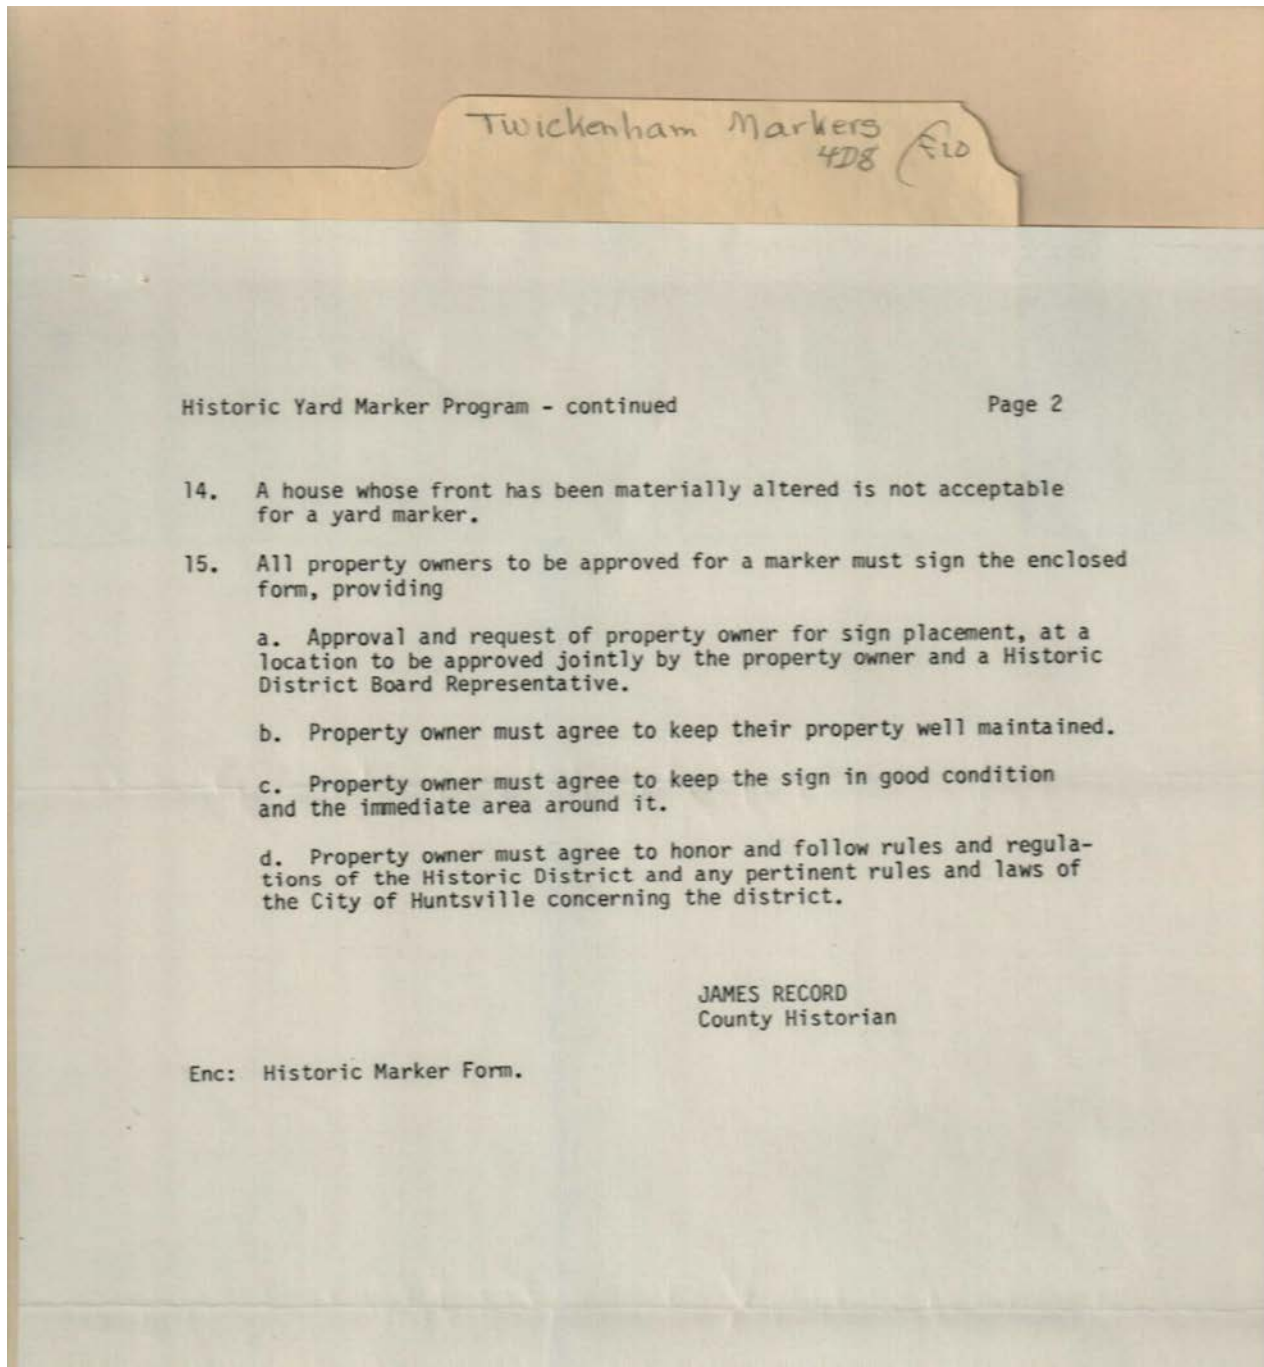 Twickenham Markers
4D8
F20
Historic Yard Marker Program - continued Page 2
14. A house whose front has been materially altered is not acceptable
for a yard marker.
15. All property owners to be approved for a marker must sign the enclosed
form, providing
a. Approval and request of property owner for sign placement, at a
location to be approved jointly by the property owner and a Historic
District Board Representative.
b. Property owner must agree to keep their property well maintained.
c. Property owner must agree to keep the sign in good condition
and the immediate area around it.
d. Property owner must agree to honor and follow rules and regula-
tions of the Historic District and any pertinent rules and laws of
the City of Huntsville concerning the district.
JAMES RECORD
County Historian
Enc: Historic Marker Form.